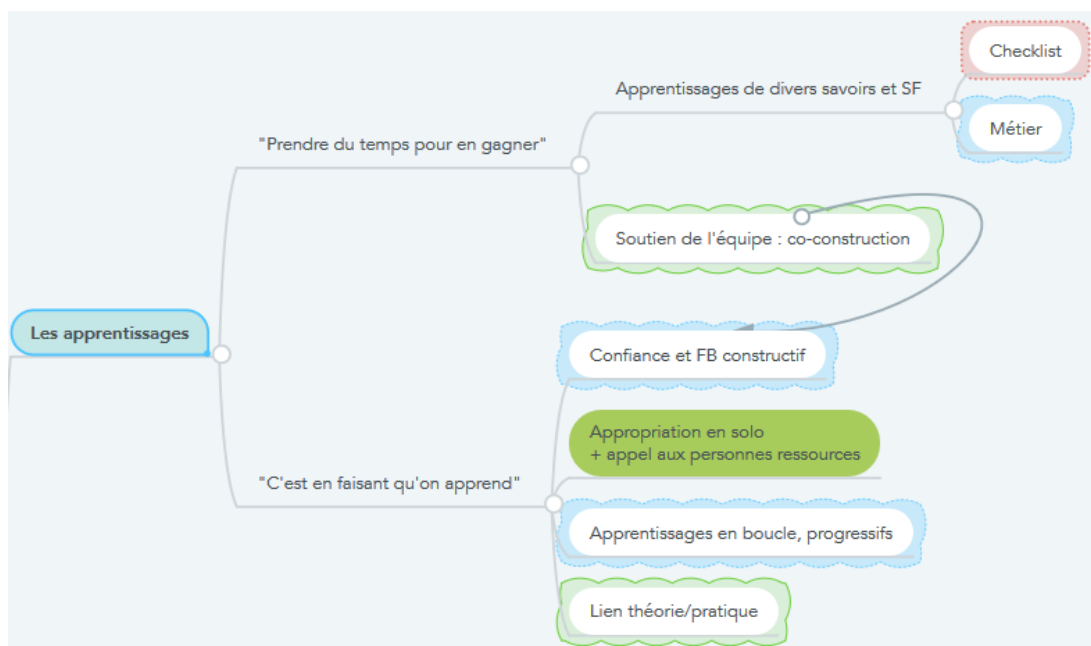 Checklist
Apprentissages de divers savoirs et SF
Métier
"Prendre du temps pour en gagner"
Soutien de l'équipe : co-construction
Les apprentissages
Confiance et FB constructif
Appropriation en solo
+ appel aux personnes ressources
"C'est en faisant qu'on apprend"
Apprentissages en boucle, progressifs
Lien théorie/pratique